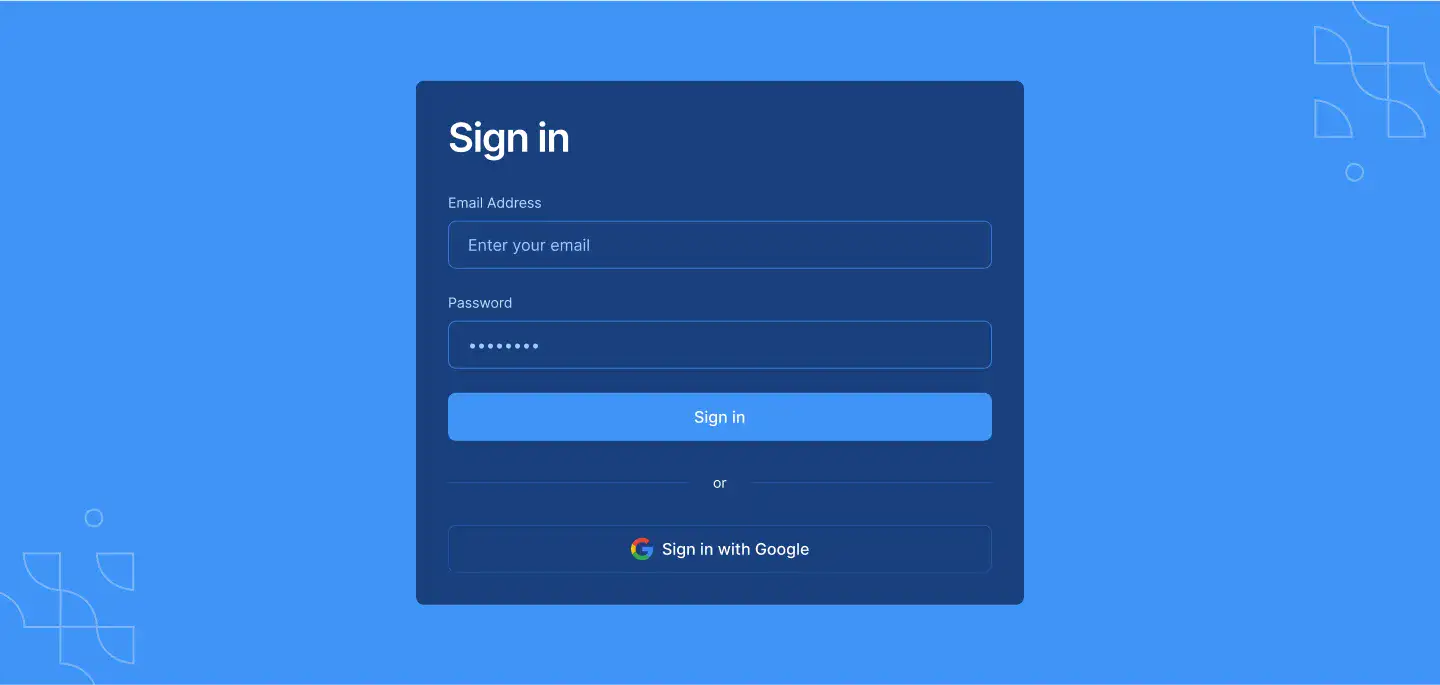 Sign in
Email Address
Enter your email
Password
••••••••
Sign in
or
Sign in with Google